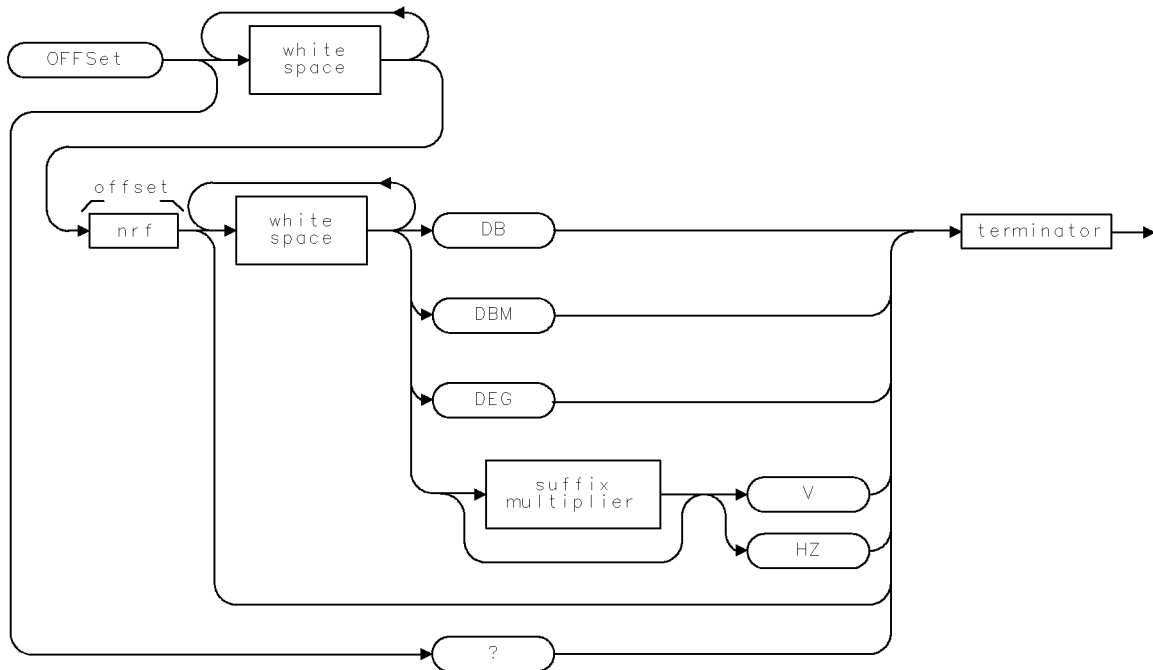 OFFSet
white
space
offset
nrf
white
space
DB
terminator
DBM
DEG
suffix
multiplier
V
HZ
?